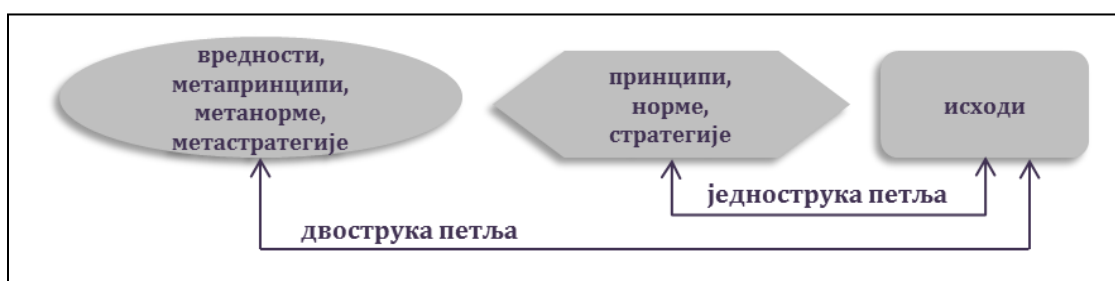 вредности,
метапринципи,
метанорме,
метастратегије
принципи,
норме,
стратегије
исходи
једнострука петља
двострука петља